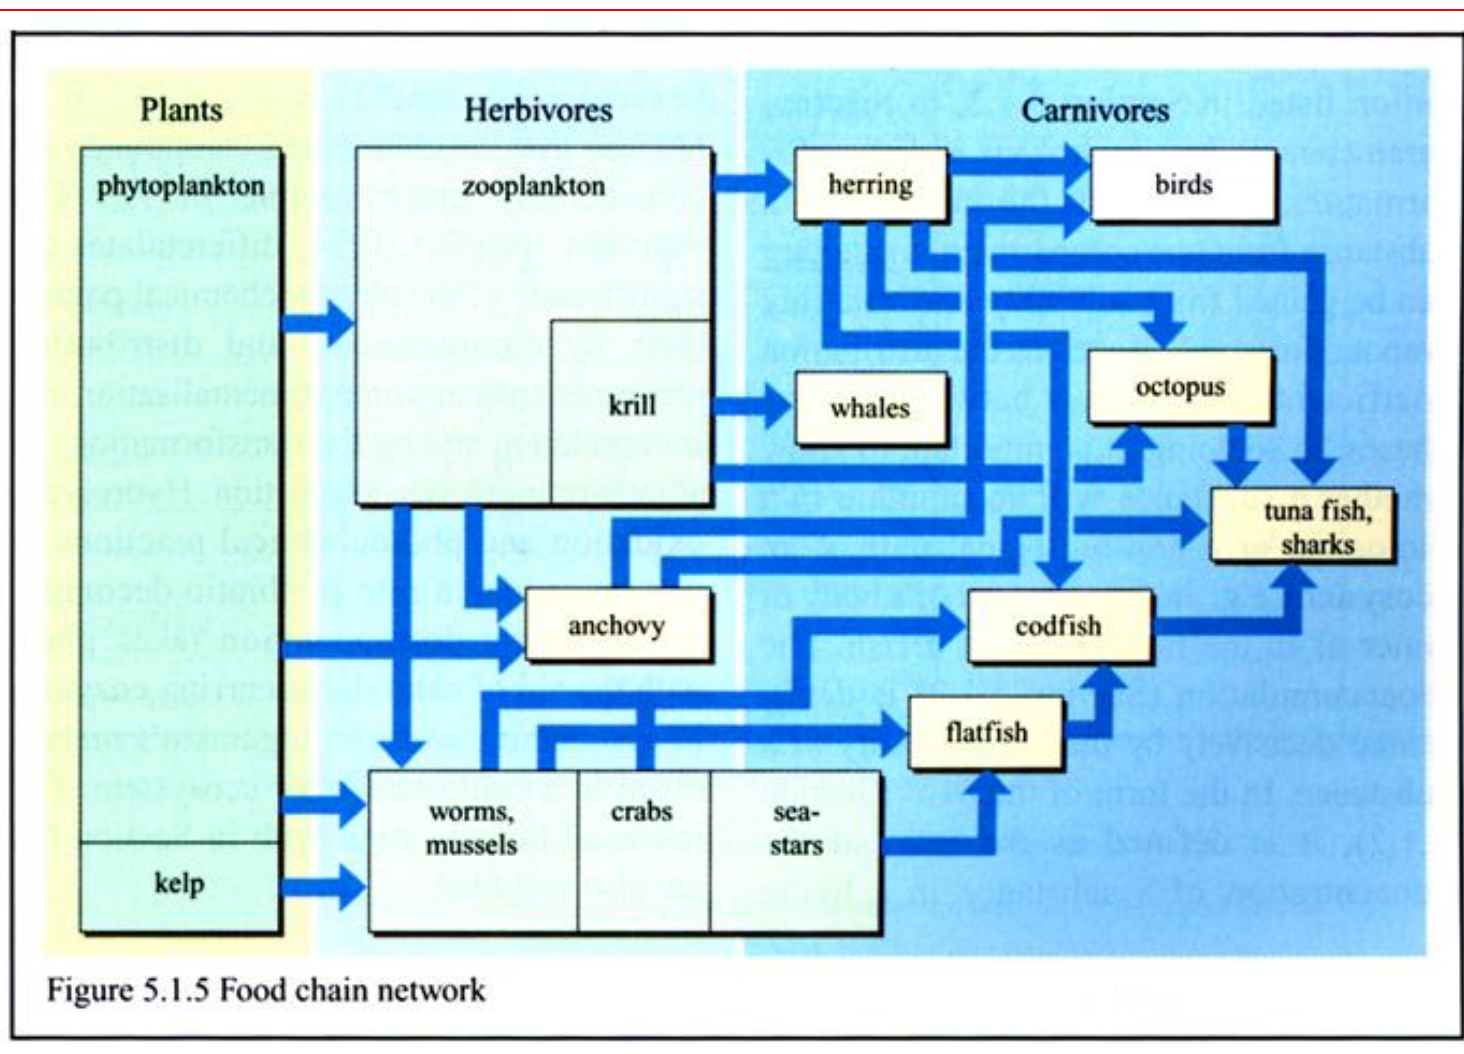 Plants
Herbivores
Carnivores
phytoplankton
zooplankton
herring
birds
krill
whales
octopus
tuna fish,
sharks
anchovy
codfish
flatfish
worms,
mussels
crabs
sea-
stars
kelp
Figure 5.1.5 Food chain network